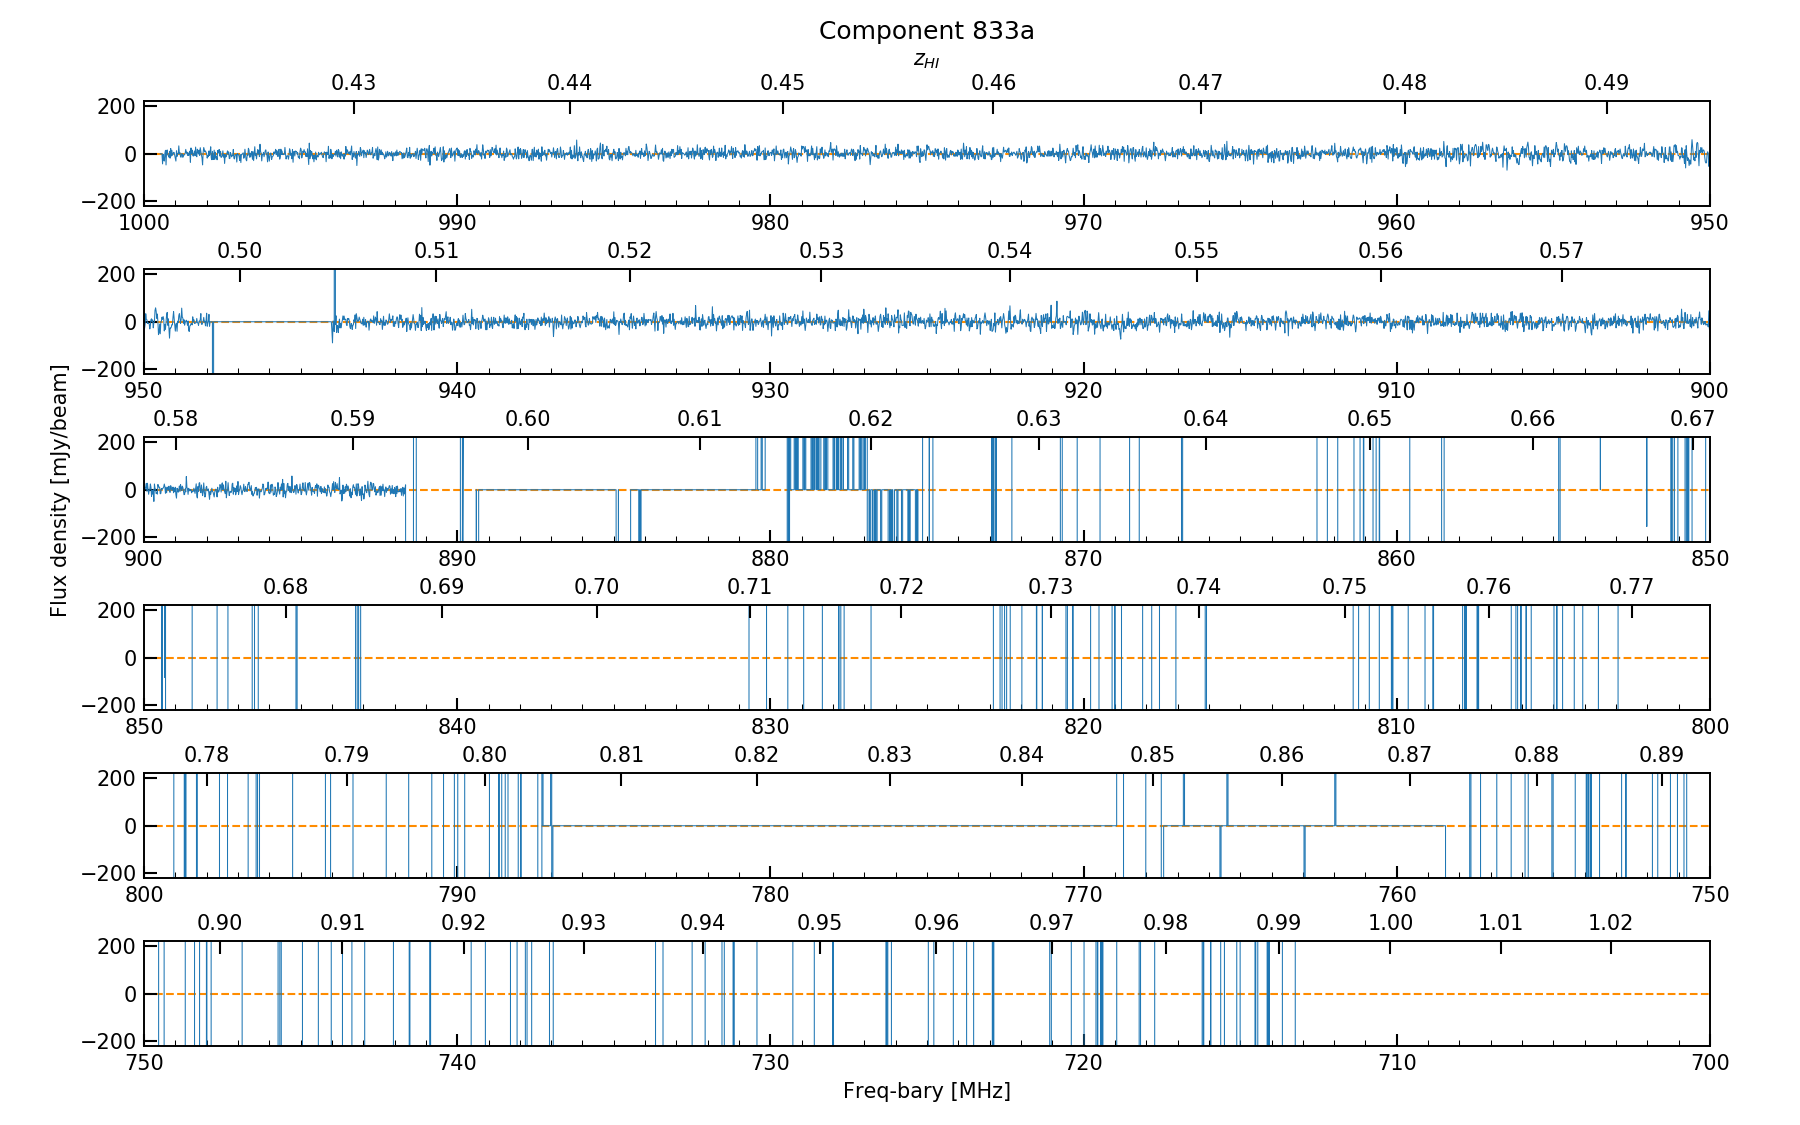 Component 833a
z_HI
0.43 0.44 0.45 0.46 0.47 0.48 0.49
200
0
−200
1000 990 980 970 960 950
0.50 0.51 0.52 0.53 0.54 0.55 0.56 0.57
200
0
−200
950 940 930 920 910 900
0.58 0.59 0.60 0.61 0.62 0.63 0.64 0.65 0.66 0.67
200
0
−200
900 890 880 870 860 850
Flux density [mJy/beam]
0.68 0.69 0.70 0.71 0.72 0.73 0.74 0.75 0.76 0.77
200
0
−200
850 840 830 820 810 800
0.78 0.79 0.80 0.81 0.82 0.83 0.84 0.85 0.86 0.87 0.88 0.89
200
0
−200
800 790 780 770 760 750
0.90 0.91 0.92 0.93 0.94 0.95 0.96 0.97 0.98 0.99 1.00 1.01 1.02
200
0
−200
750 740 730 720 710 700
Freq-bary [MHz]